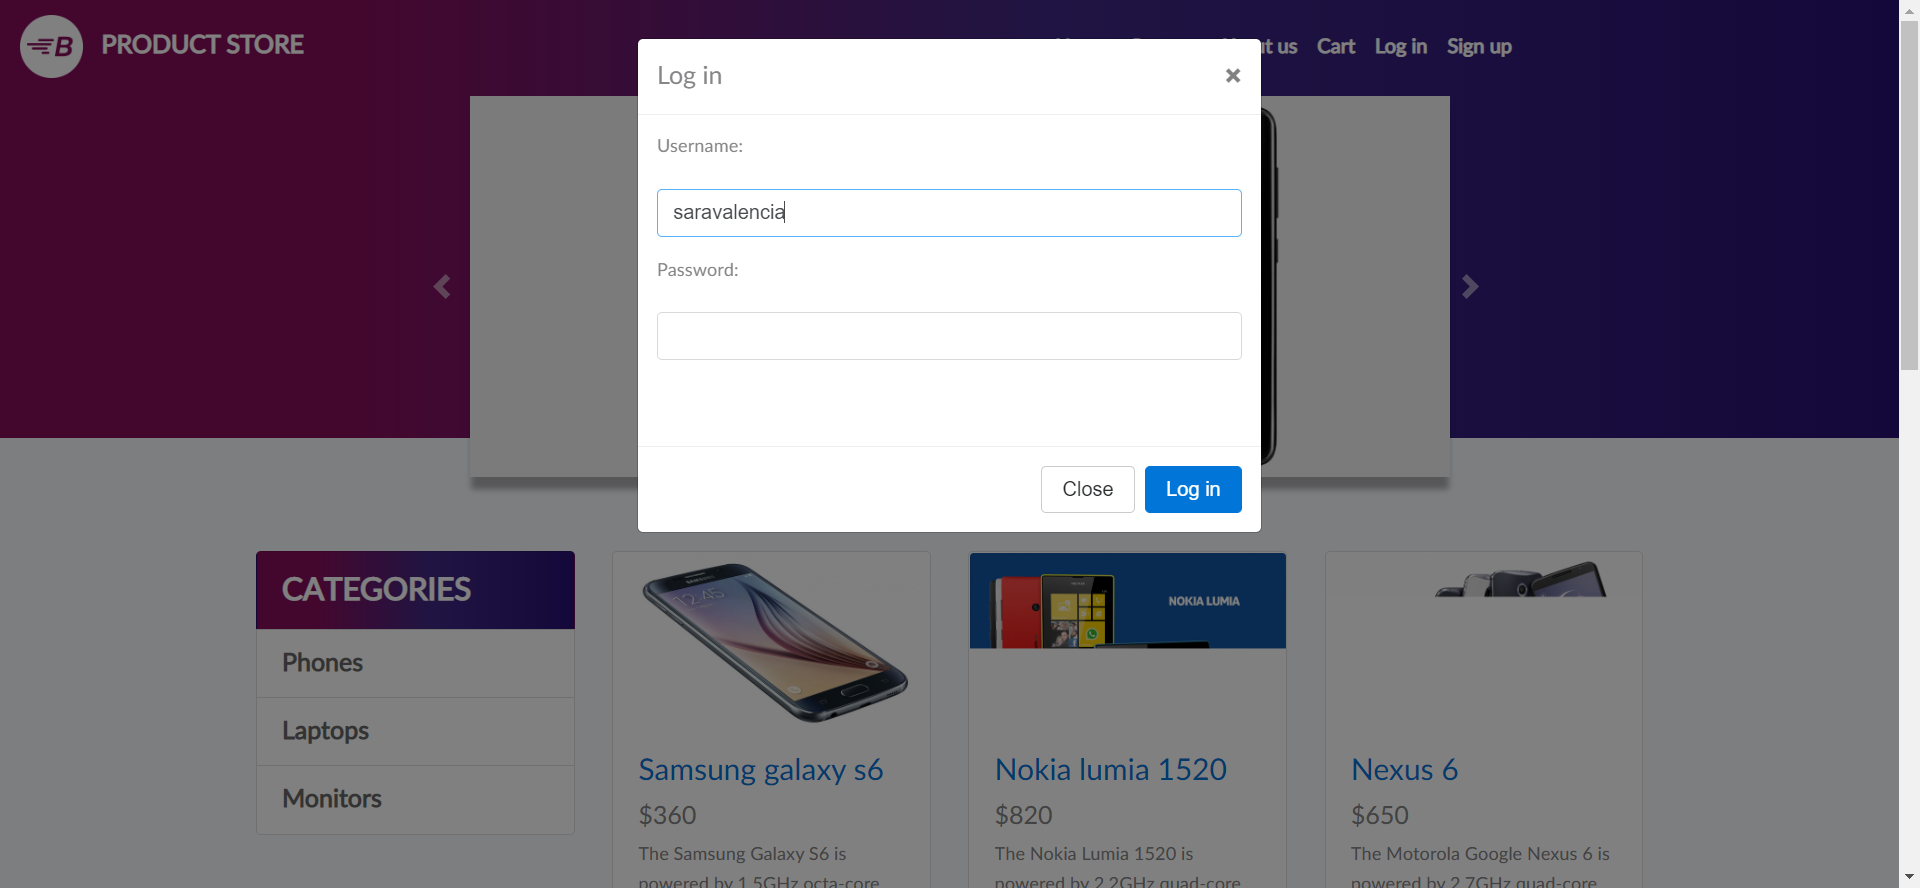 B PRODUCT STORE
t us Cart Log in Sign up
Log in ×
Username:
saravalencia
Password:
Close Log in
CATEGORIES
Phones
Laptops
Monitors
SAMSUNG
12:45
Samsung galaxy s6
$360
The Samsung Galaxy S6 is
powered by 1.5GHz octa-core
NOKIA LUMIA
Nokia lumia 1520
$820
The Nokia Lumia 1520 is
powered by 2.2GHz quad-core
Nexus 6
$650
The Motorola Google Nexus 6 is
powered by 2.7GHz quad-core